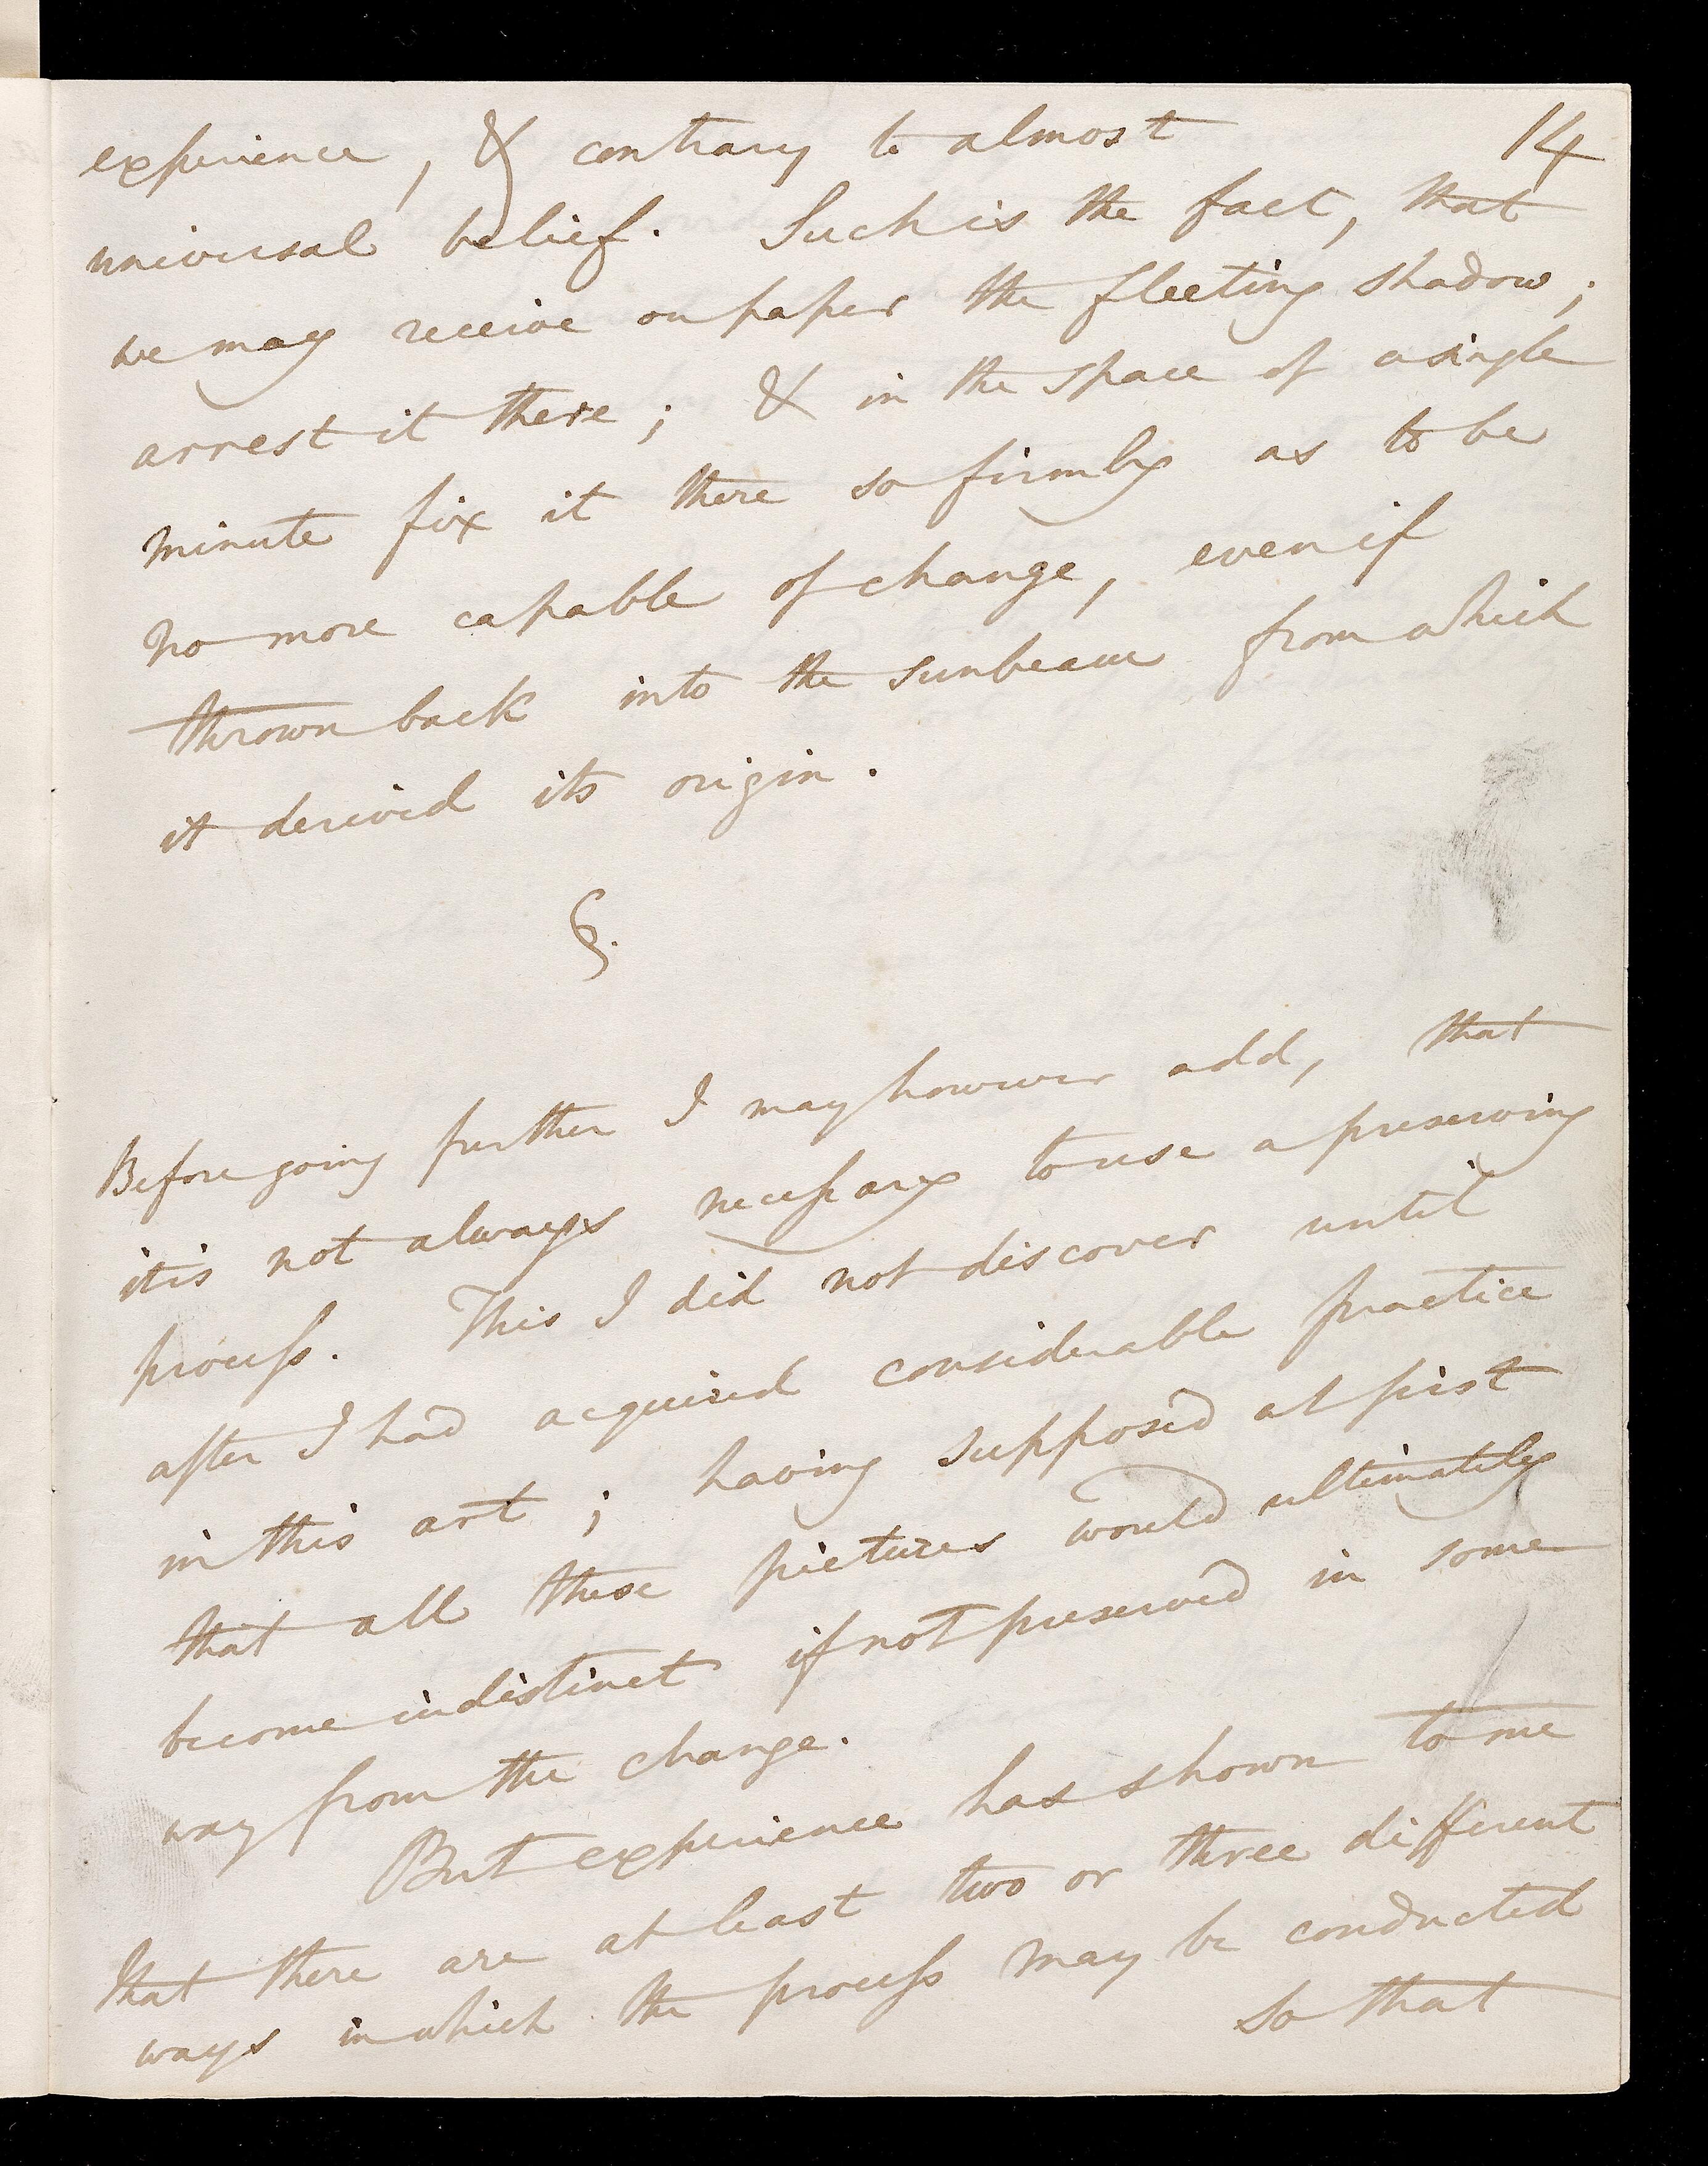 14
experience, & contrary to almost
universal belief. Such is the fact, that
we may receive on paper the fleeting shadow;
arrest it there; & in the space of a single
minute fix it there so firmly as to be
no more capable of change, even if
thrown back into the sunbeam from which
it derived its origin.
§.
Before going further I may however add, that
it is not always necessary to use a preserving
process. This I did not discover until
after I had acquired considerable practice
in this art; having supposed at first
that all these pictures would ultimately
become indistinct if not preserved in some
way from the change.
But experience has shown to me
that there are at least two or three different
ways in which the process may be conducted
so that